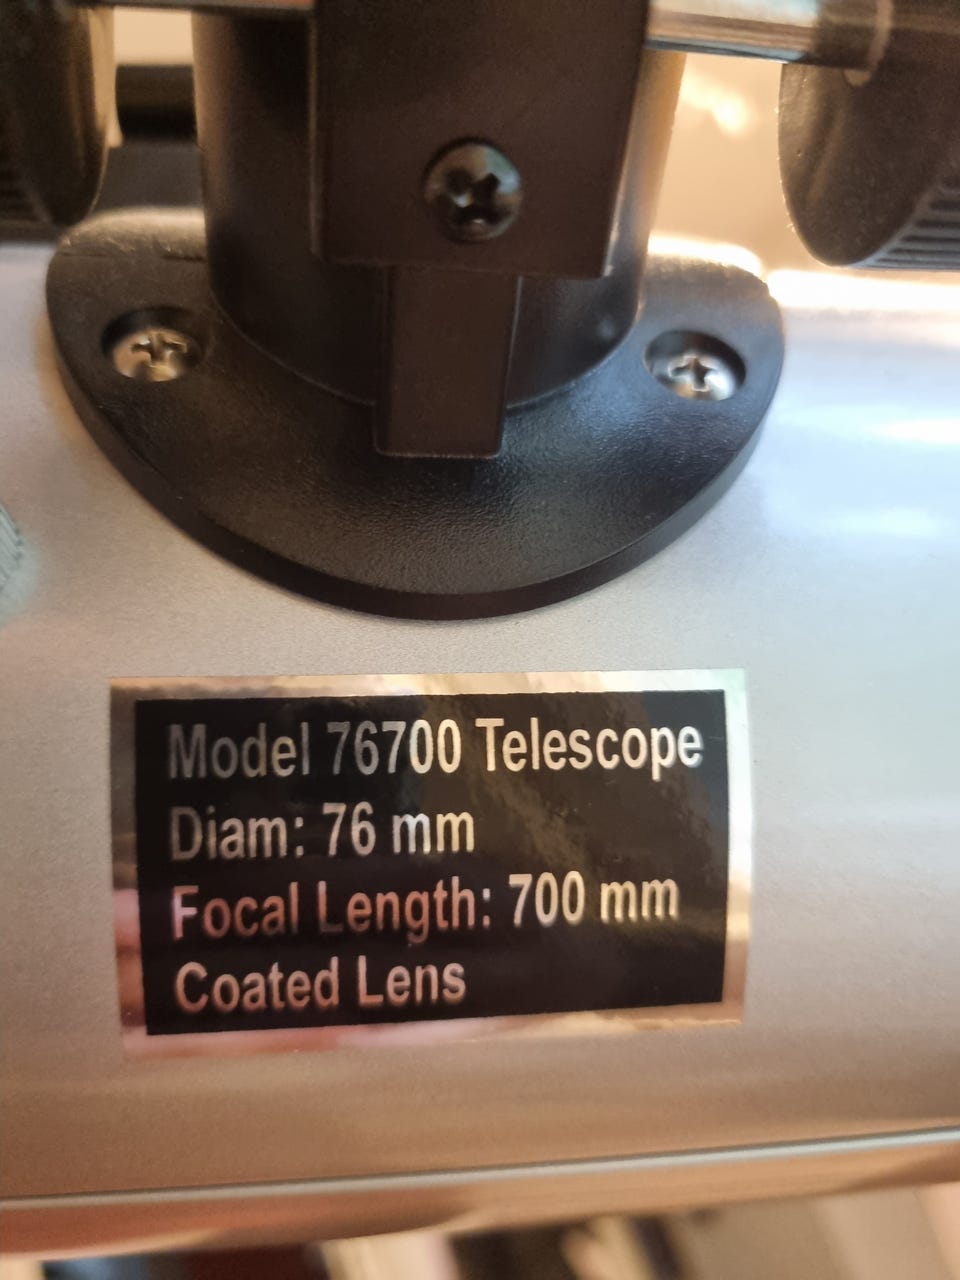 Model 76700 Telescope
Diam: 76 mm
Focal Length: 700 mm
Coated Lens